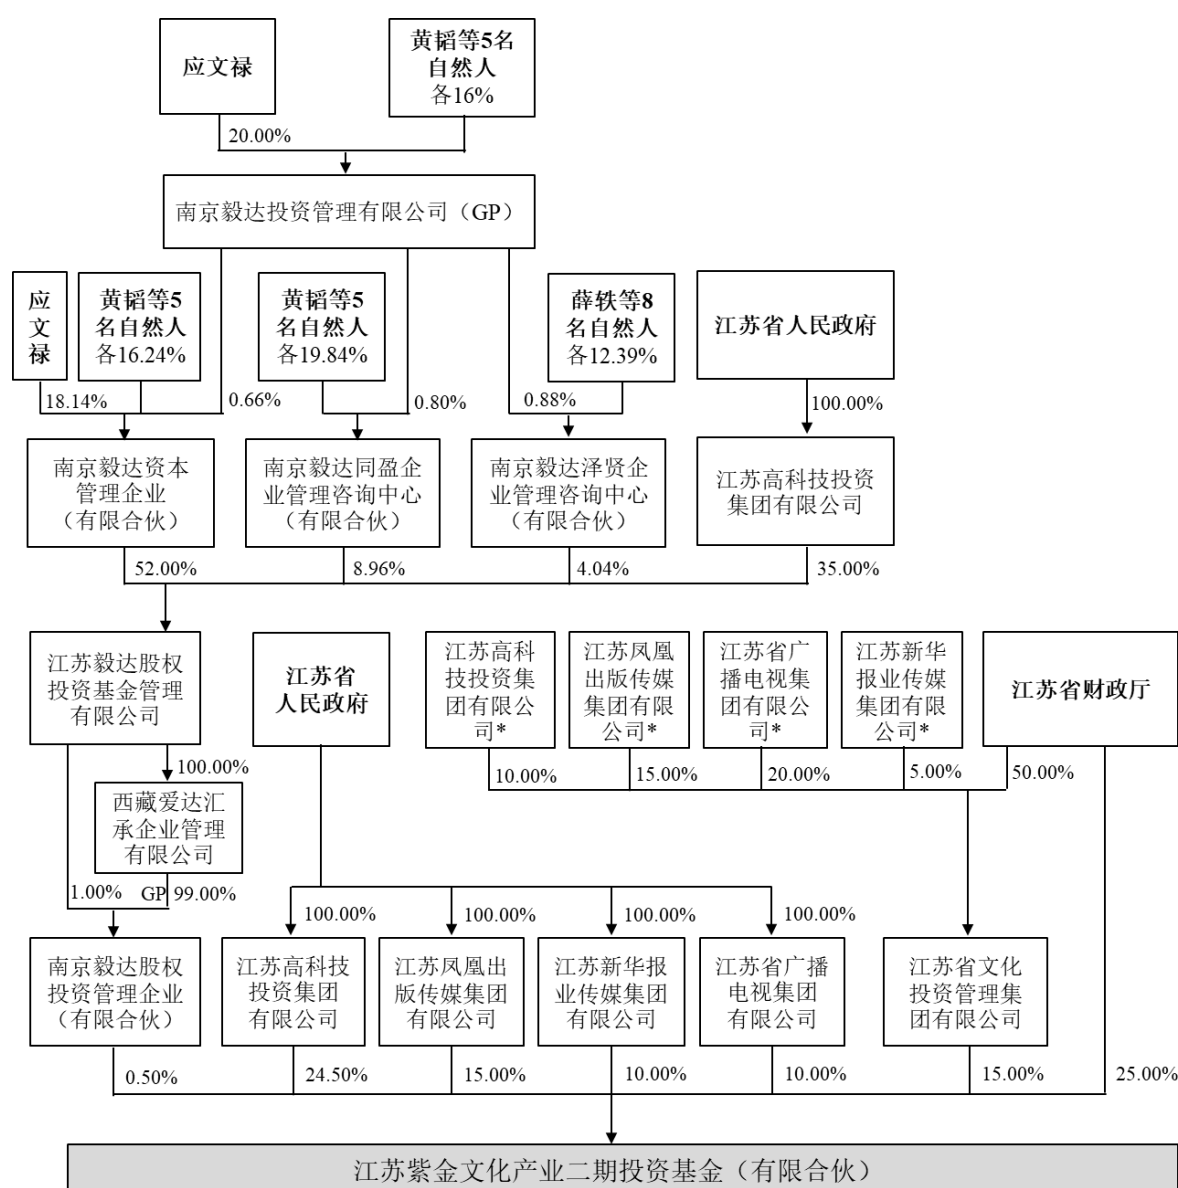 应文禄
黄韬等5名
自然人
各16%
20.00%
南京毅达投资管理有限公司（GP）
应
文
禄
黄韬等5
名自然人
各16.24%
黄韬等5
名自然人
各19.84%
薛轶等8
名自然人
各12.39%
江苏省人民政府
18.14%
0.66%
0.80%
0.88%
100.00%
南京毅达资本
管理企业
（有限合伙）
南京毅达同盈企
业管理咨询中心
（有限合伙）
南京毅达泽贤企
业管理咨询中心
（有限合伙）
江苏高科技投资
集团有限公司
52.00%
8.96%
4.04%
35.00%
江苏毅达股权
投资基金管理
有限公司
江苏省
人民政府
江苏高科
技投资集
团有限公
司*
江苏凤凰
出版传媒
集团有限
公司*
江苏省广
播电视集
团有限公
司*
江苏新华
报业传媒
集团有限
公司*
江苏省财政厅
100.00%
10.00%
15.00%
20.00%
5.00%
50.00%
西藏爱达汇
承企业管理
有限公司
1.00%
GP
99.00%
100.00%
100.00%
100.00%
100.00%
南京毅达股权
投资管理企业
（有限合伙）
江苏高科技
投资集团
有限公司
江苏凤凰出
版传媒集团
有限公司
江苏新华报
业传媒集团
有限公司
江苏省广播
电视集团
有限公司
江苏省文化
投资管理集
团有限公司
0.50%
24.50%
15.00%
10.00%
10.00%
15.00%
25.00%
江苏紫金文化产业二期投资基金（有限合伙）